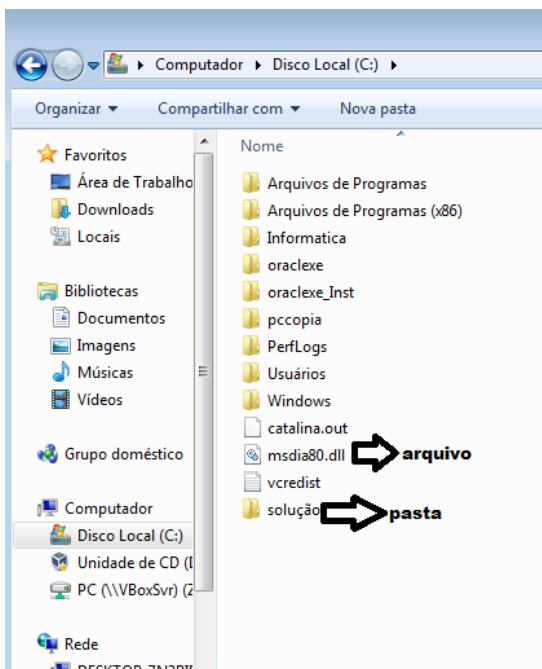 Computador Disco Local (C:)
Organizar Compartilhar com Nova pasta
Favoritos
Área de Trabalho
Downloads
Locais
Bibliotecas
Documentos
Imagens
Músicas
Vídeos
Grupo doméstico
Computador
Disco Local (C:)
Unidade de CD (
PC (\\VBoxSvr) (Z
Rede
Nome
Arquivos de Programas
Arquivos de Programas (x86)
Informatica
oraclexe
oraclexe_Inst
pccopia
PerfLogs
Usuários
Windows
catalina.out
msdia80.dll arquivo
vcredist
solução pasta